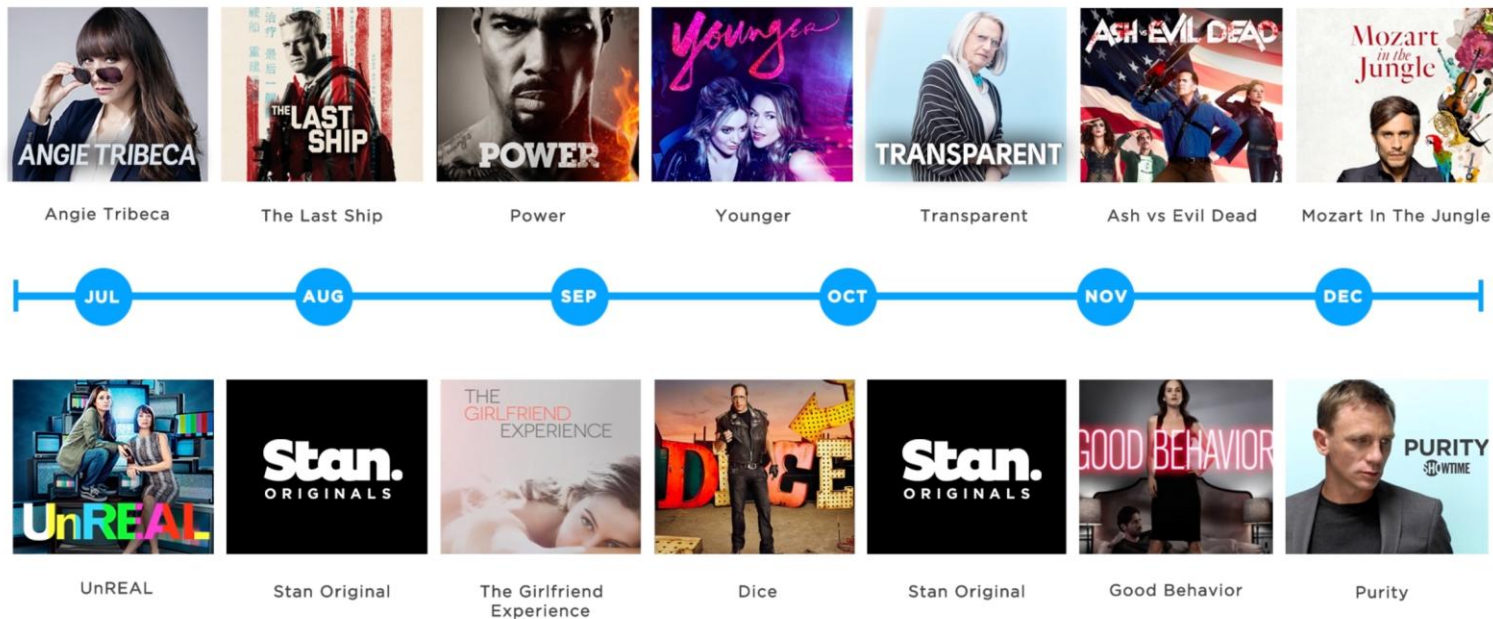 ANGIE TRIBECA
THE
LAST
SHIP
POWER
Younger
TRANSPARENT
ASH vs EVIL DEAD
Mozart
in the
Jungle
Angie Tribeca
The Last Ship
Power
Younger
Transparent
Ash vs Evil Dead
Mozart In The Jungle
JUL
AUG
SEP
OCT
NOV
DEC
UnREAL
Stan.
ORIGINALS
THE
GIRLFRIEND
EXPERIENCE
DICE
Stan.
ORIGINALS
GOOD BEHAVIOR
PURITY
SHOWTIME
UnREAL
Stan Original
The Girlfriend
Experience
Dice
Stan Original
Good Behavior
Purity